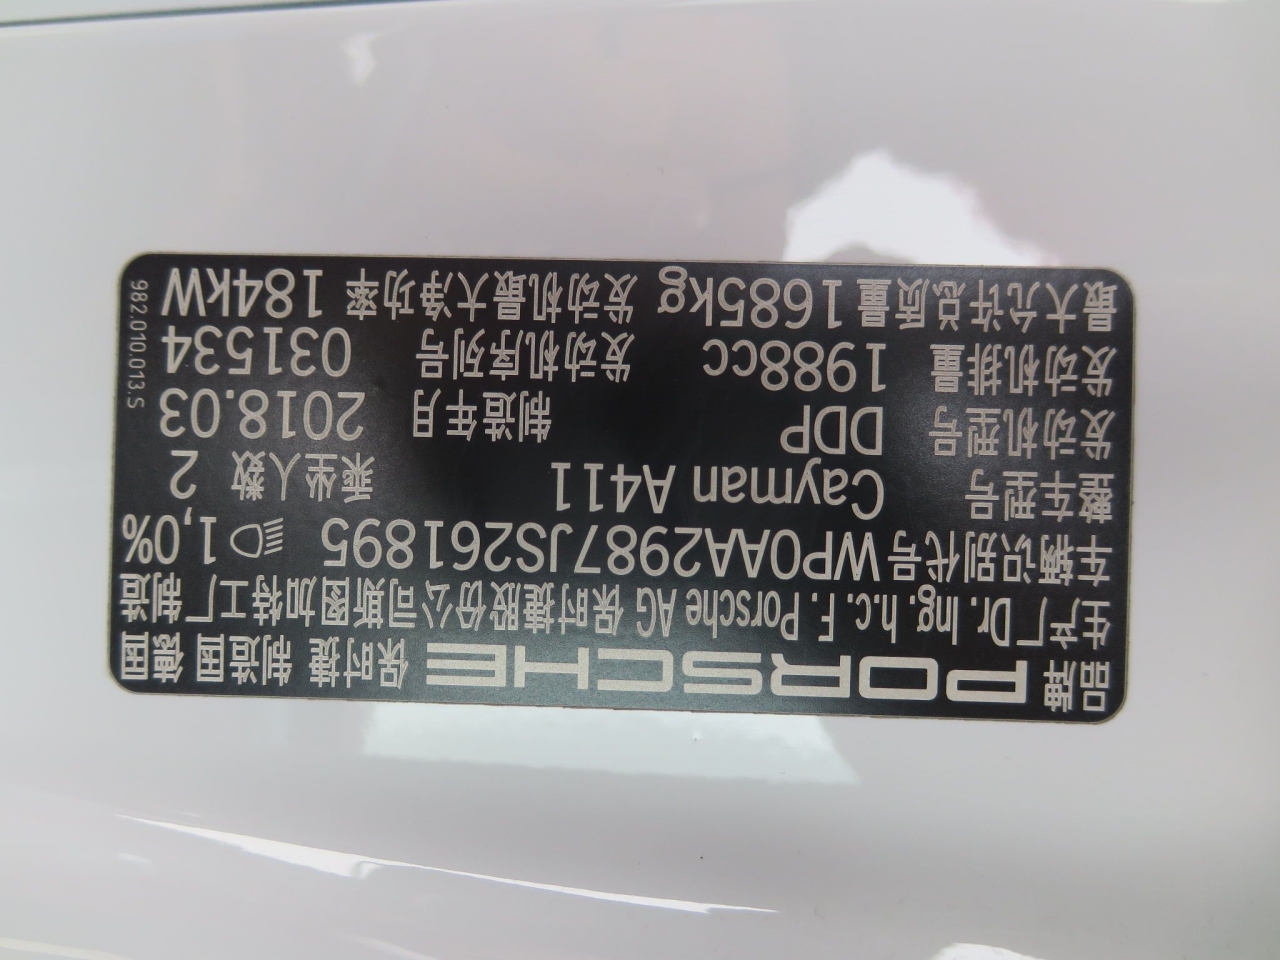 品牌 PORSCHE 保时捷 制造国 德国
生产厂 Dr. Ing. h.c. F. Porsche AG 保时捷股份公司斯图加特工厂制造
车辆识别代号 WP0AA2987JS261895 1,0%
整车型号 Cayman A411 乘坐人数 2
发动机型号 DDP 制造年月 2018.03
发动机排量 1988cc 发动机序列号 031534
最大允许总质量 1685kg 发动机最大净功率 184kW
982.010.013.S